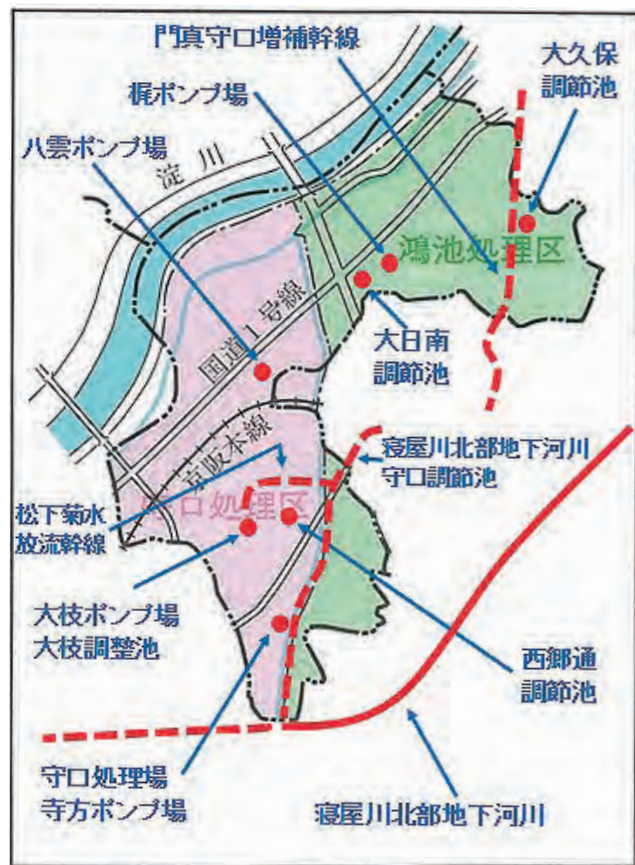 門真守口増補幹線
大久保
調節池
梶ポンプ場
八雲ポンプ場
淀川
鴻池処理区
国道1号線
大日南
調節池
京阪本線
寝屋川北部地下河川
守口調節池
守口処理区
松下菊水
放流幹線
大枝ポンプ場
大枝調整池
西郷通
調節池
守口処理場
寺方ポンプ場
寝屋川北部地下河川